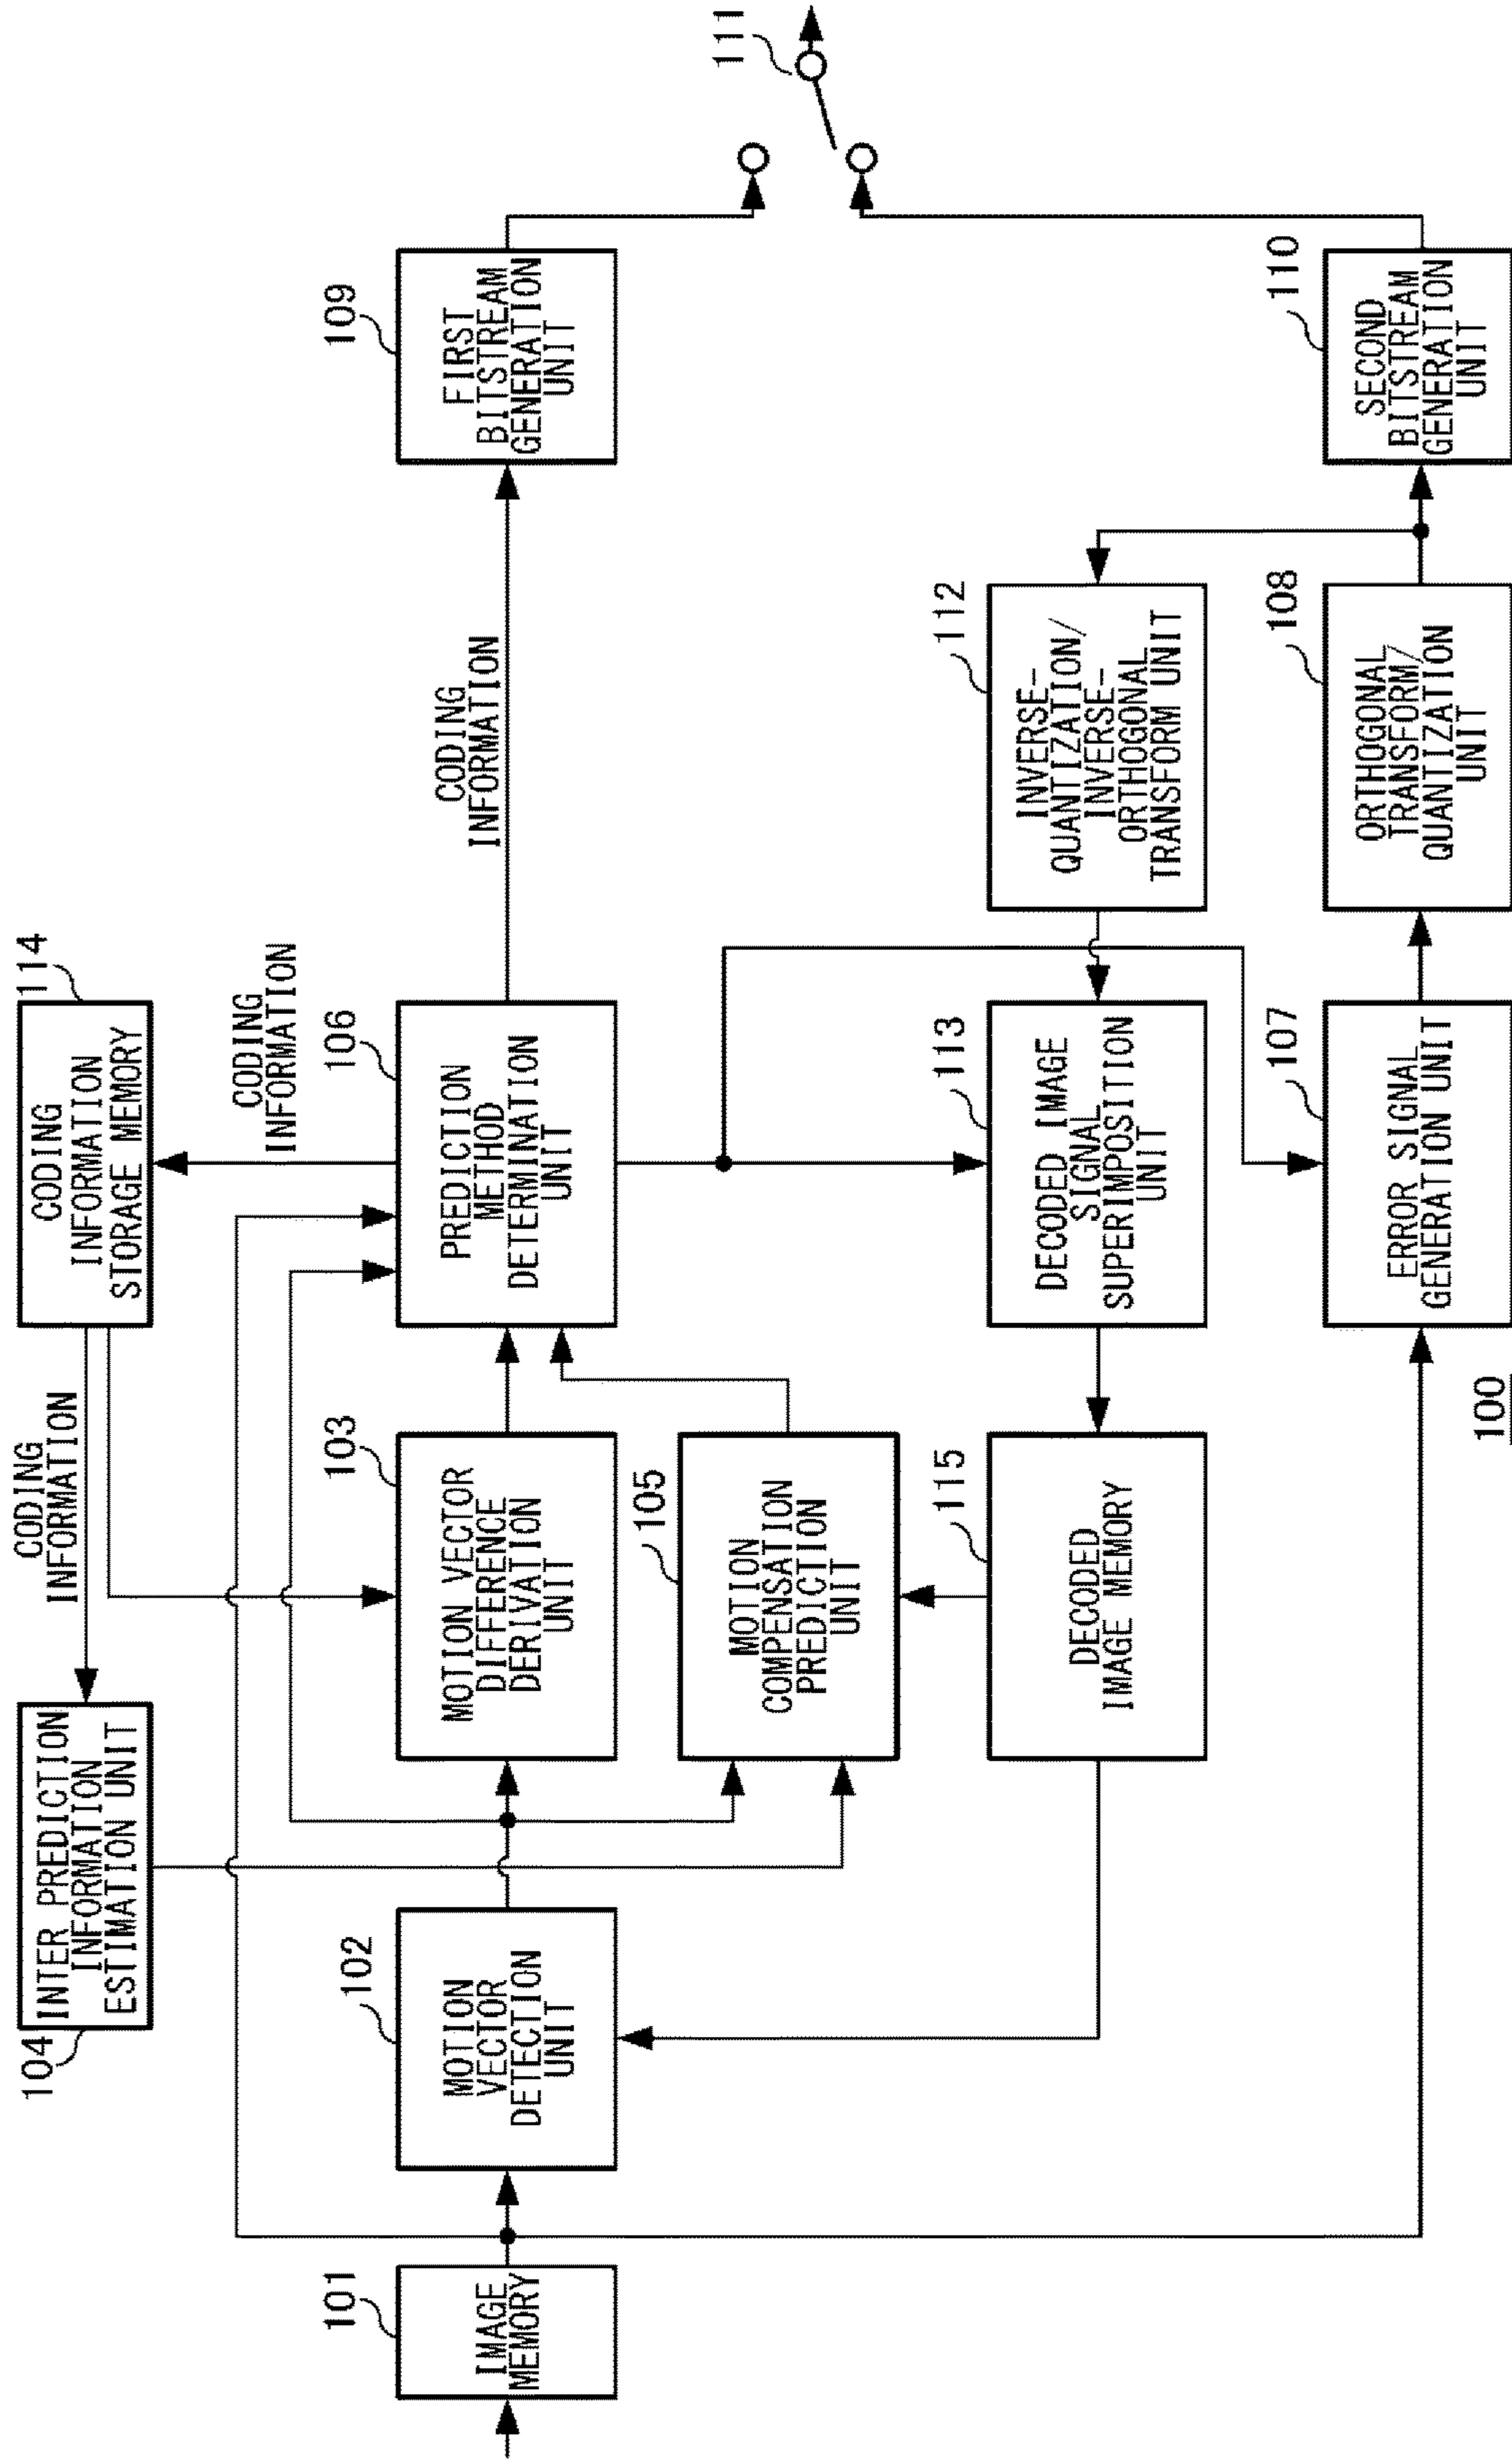 104
INTER PREDICTION
INFORMATION
ESTIMATION UNIT
CODING
INFORMATION
114
CODING
INFORMATION
STORAGE MEMORY
CODING
INFORMATION
101
IMAGE
MEMORY
102
MOTION
VECTOR
DETECTION
UNIT
103
MOTION VECTOR
DIFFERENCE
DERIVATION
UNIT
106
PREDICTION
METHOD
DETERMINATION
UNIT
CODING
INFORMATION
109
FIRST
BITSTREAM
GENERATION
UNIT
105
MOTION
COMPENSATION
PREDICTION
UNIT
111
115
DECODED
IMAGE MEMORY
113
DECODED IMAGE
SIGNAL
SUPERIMPOSITION
UNIT
112
INVERSE-
QUANTIZATION/
INVERSE-
ORTHOGONAL
TRANSFORM UNIT
107
ERROR SIGNAL
GENERATION UNIT
108
ORTHOGONAL
TRANSFORM/
QUANTIZATION
UNIT
110
SECOND
BITSTREAM
GENERATION
UNIT
100